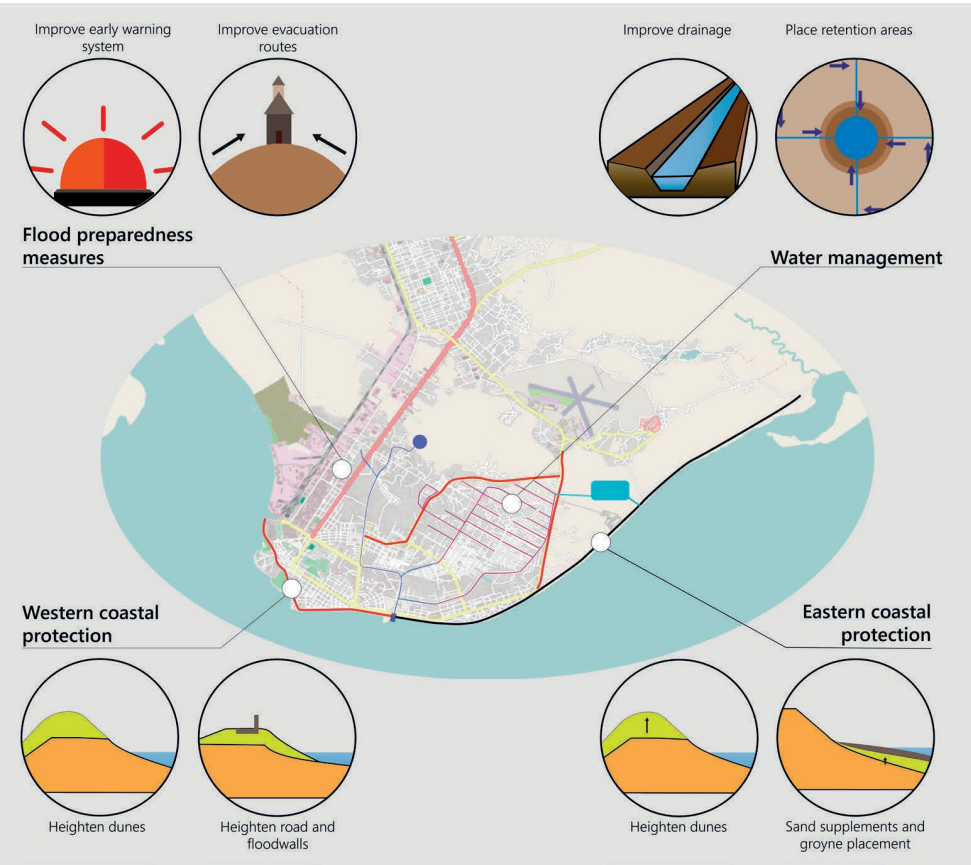 Improve early warning
system
Improve evacuation
routes
Improve drainage
Place retention areas
Flood preparedness
measures
Water management
Western coastal
protection
Eastern coastal
protection
Heighten dunes
Heighten road and
floodwalls
Heighten dunes
Sand supplements and
groyne placement